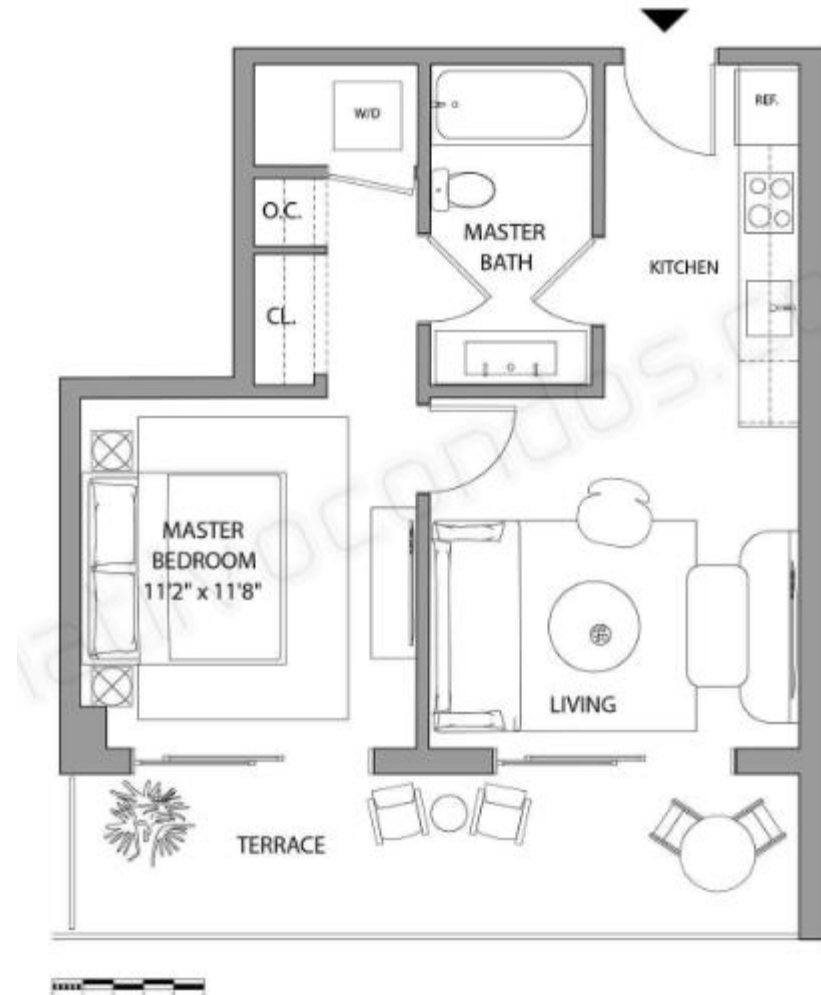 W/D
REF.
O.C.
MASTER
BATH
KITCHEN
CL.
MASTER
BEDROOM
11'2" x 11'8"
LIVING
TERRACE